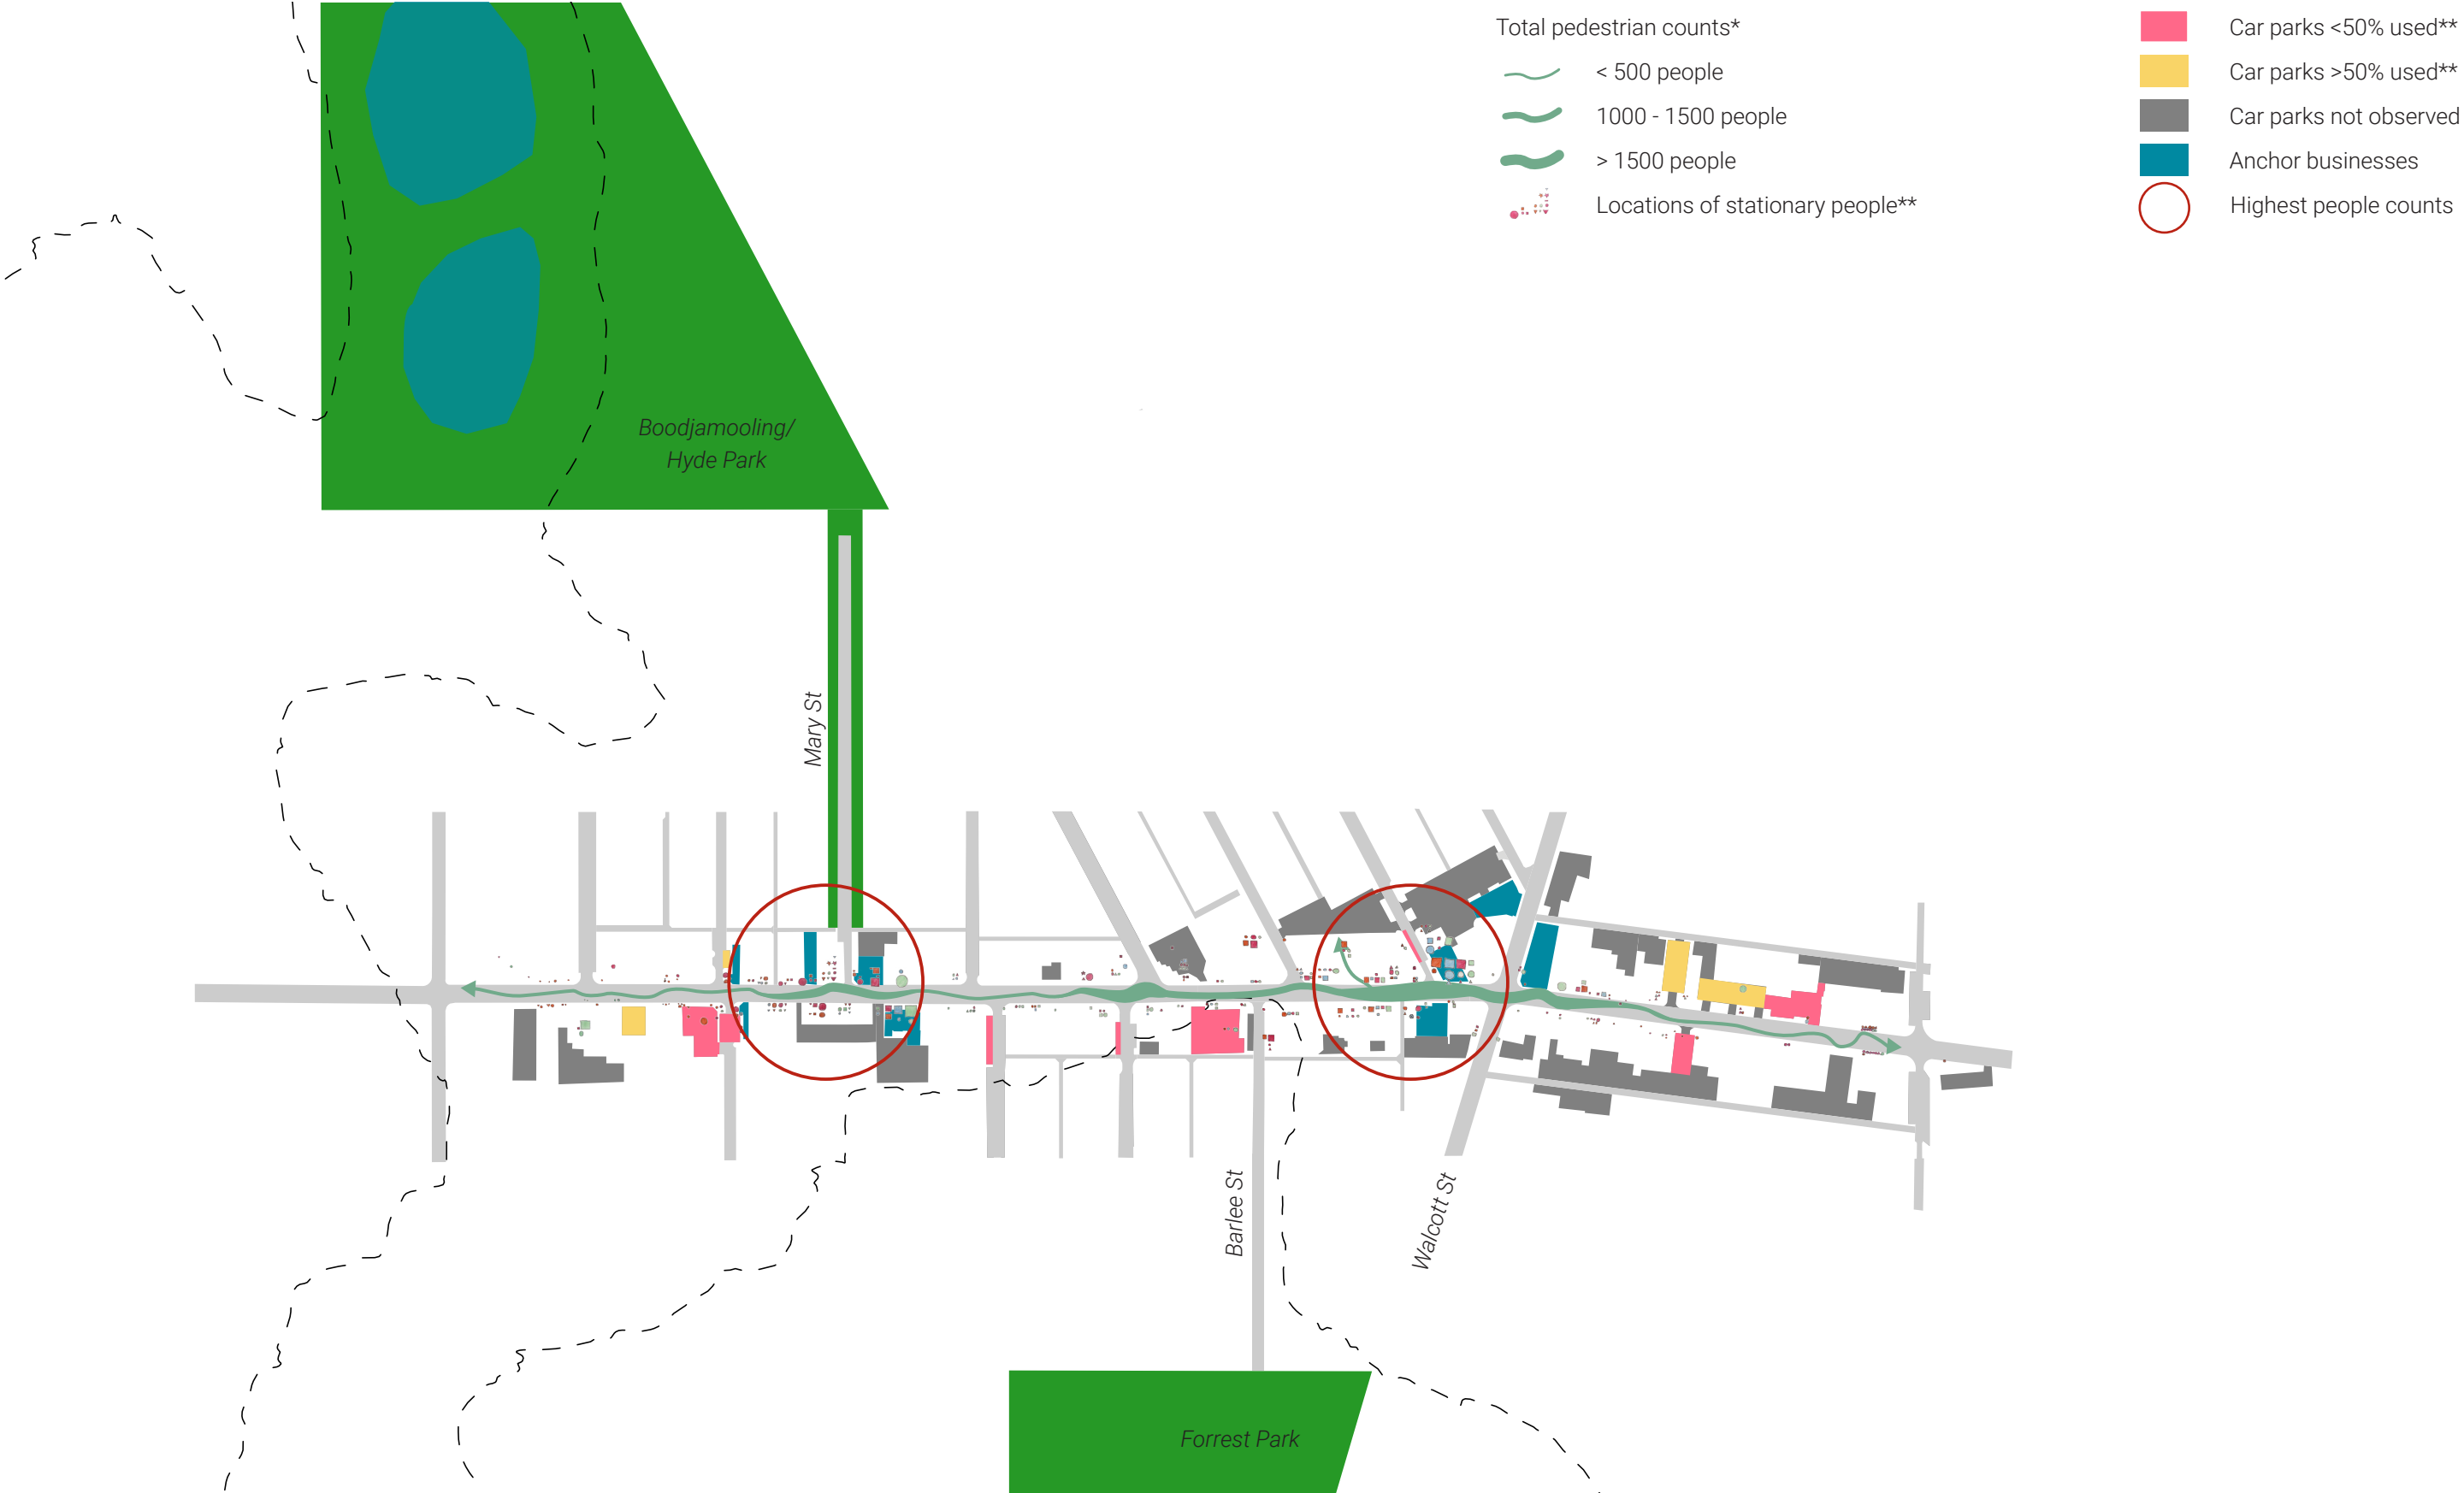 Total pedestrian counts*
< 500 people
1000 - 1500 people
> 1500 people
Locations of stationary people**
Car parks <50% used**
Car parks >50% used**
Car parks not observed
Anchor businesses
Highest people counts
Boodjamooling/
Hyde Park
Mary St
Barlee St
Walcott St
Forrest Park